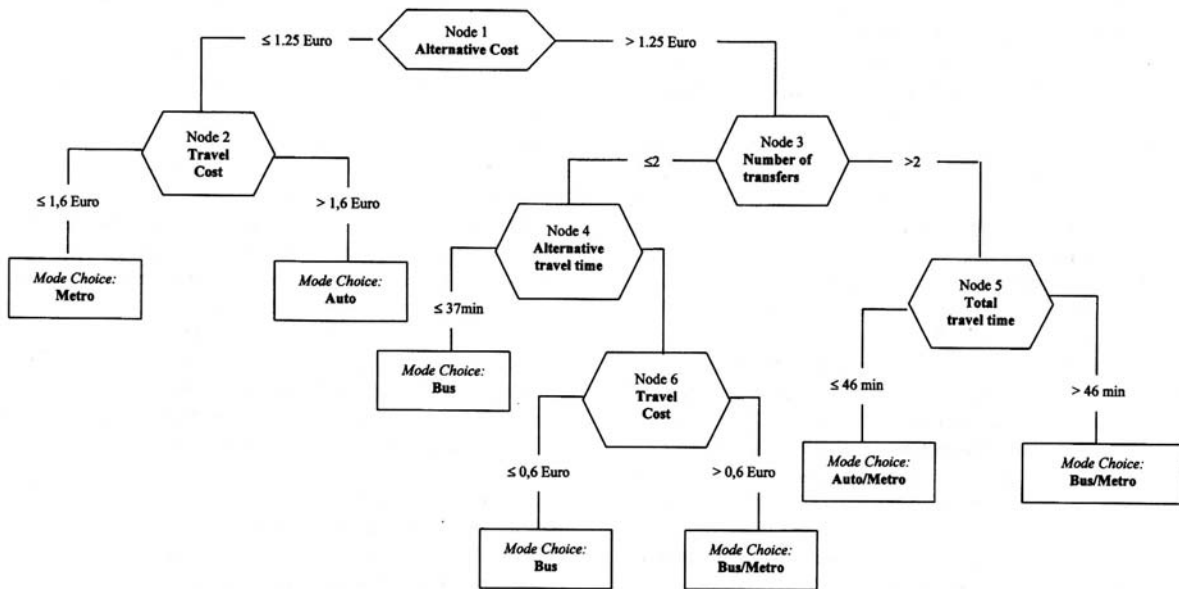 ≤ 1.25 Euro
Node 1
Alternative Cost
> 1.25 Euro
Node 2
Travel
Cost
Node 3
Number of
transfers
≤2
>2
≤ 1,6 Euro
> 1,6 Euro
Node 4
Alternative
travel time
Mode Choice:
Metro
Mode Choice:
Auto
Node 5
Total
travel time
≤ 37min
Mode Choice:
Bus
Node 6
Travel
Cost
≤ 46 min
> 46 min
≤ 0,6 Euro
> 0,6 Euro
Mode Choice:
Auto/Metro
Mode Choice:
Bus/Metro
Mode Choice:
Bus
Mode Choice:
Bus/Metro